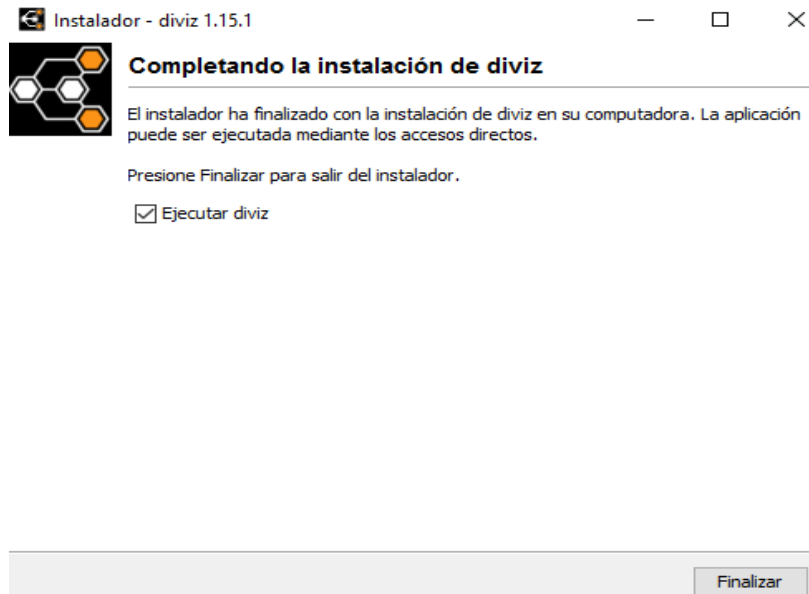 Instalador - diviz 1.15.1
Completando la instalación de diviz
El instalador ha finalizado con la instalación de diviz en su computadora. La aplicación
puede ser ejecutada mediante los accesos directos.
Presione Finalizar para salir del instalador.
Ejecutar diviz
Finalizar